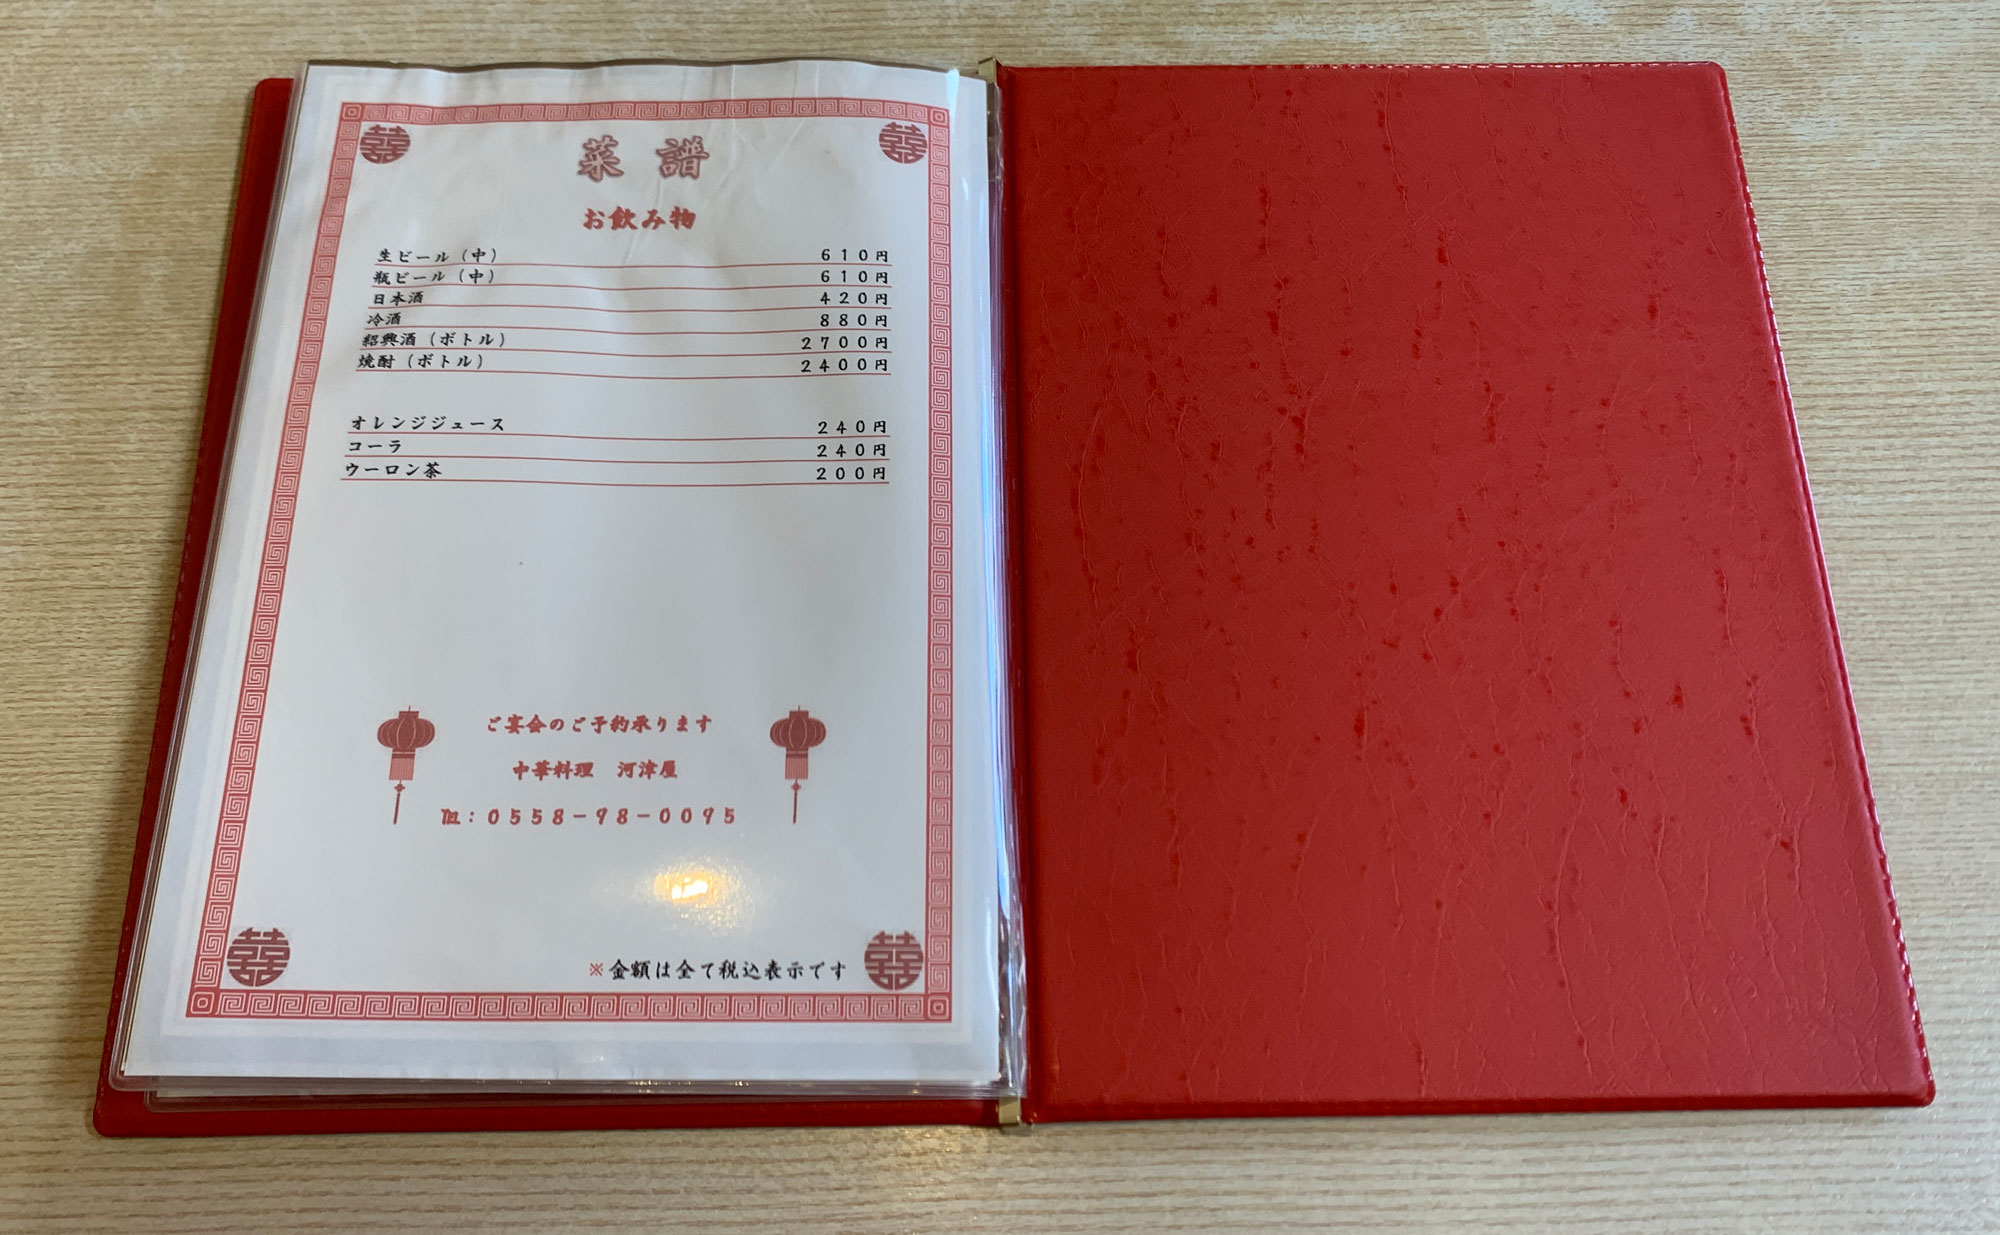 菜譜
お飲み物
生ビール（中） 610円
瓶ビール（中） 610円
日本酒 420円
冷酒 880円
紹興酒（ボトル） 2700円
焼酎（ボトル） 2400円
オレンジジュース 240円
コーラ 240円
ウーロン茶 200円
ご宴会のご予約承ります
中華料理 河津屋
℡：0558－98－0095
※金額は全て税込表示です